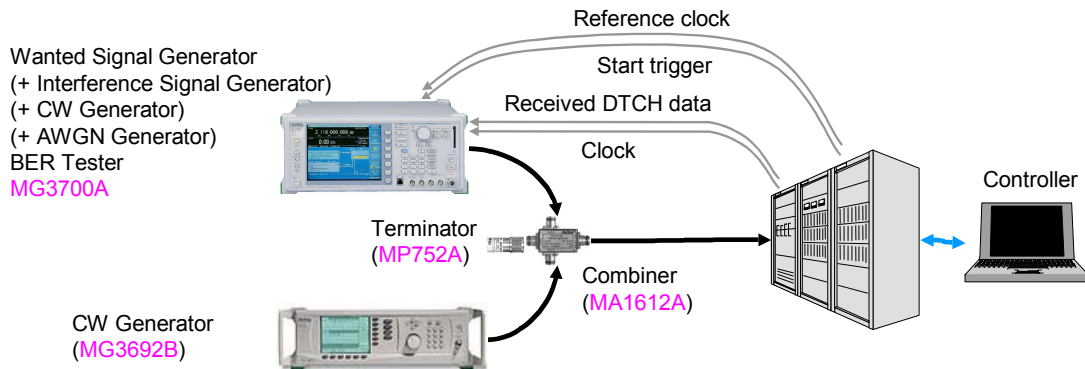 Reference clock
Wanted Signal Generator
(+ Interference Signal Generator)
(+ CW Generator)
(+ AWGN Generator)
BER Tester
MG3700A
Start trigger
Received DTCH data
Clock
Controller
Terminator
(MP752A)
Combiner
(MA1612A)
CW Generator
(MG3692B)